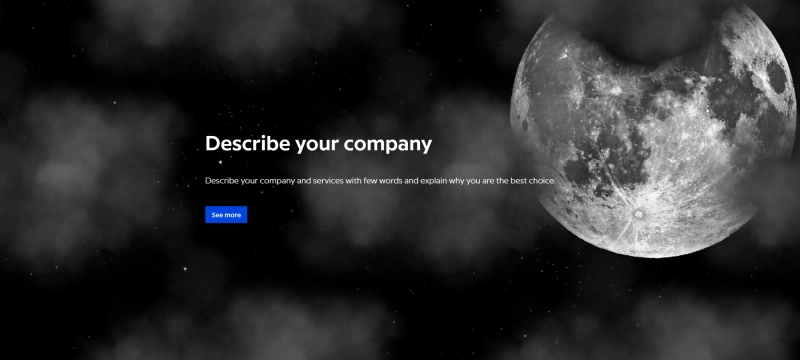 Describe your company
Describe your company and services with few words and explain why you are the best choice.
See more